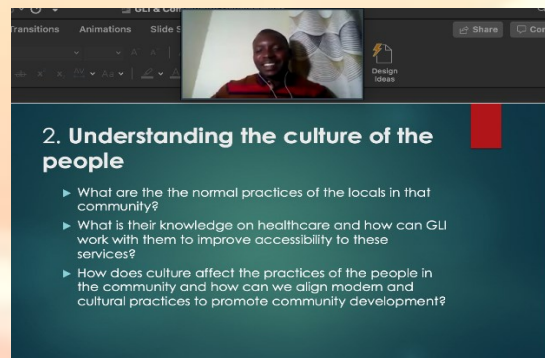 GLI & Co
Transitions Animations Slide S
Share Co
Design
Ideas
2. Understanding the culture of the
people
What are the the normal practices of the locals in that
community?
What is their knowledge on healthcare and how can GLI
work with them to improve accessibility to these
services?
How does culture affect the practices of the people in
the community and how can we align modern and
cultural practices to promote community development?